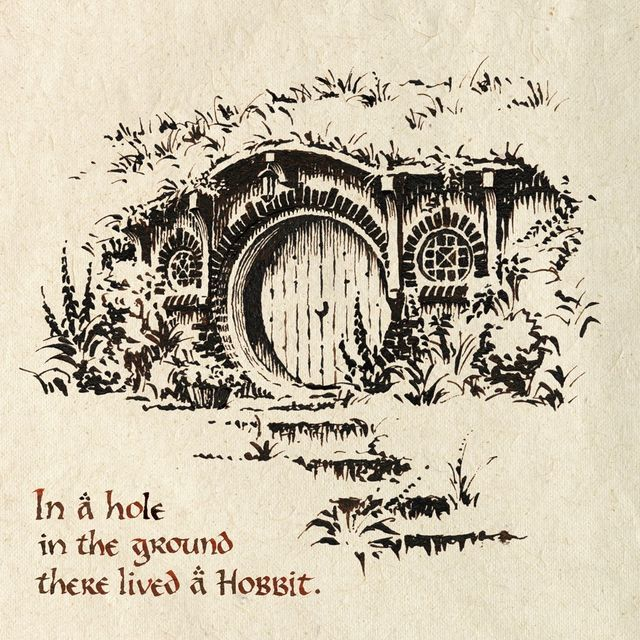 In a hole
in the ground
there lived a Hobbit.